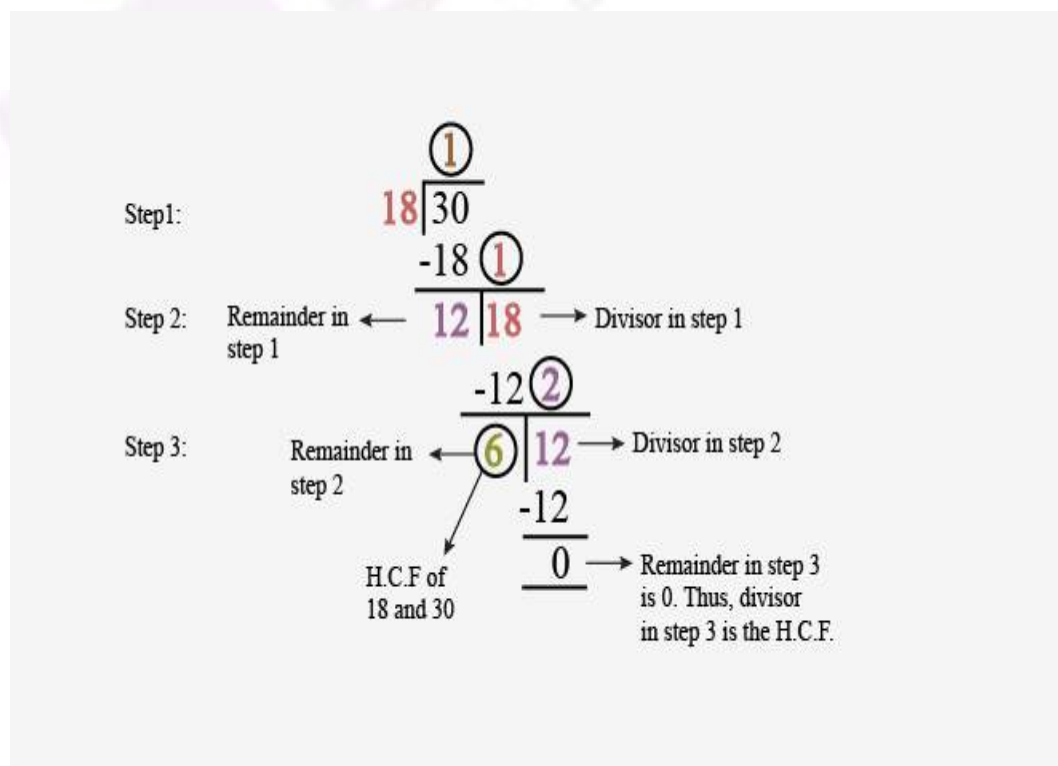 1
Step1: 18 30
-18 1
Step 2: Remainder in step 1 12 18 Divisor in step 1
-12 2
Step 3: Remainder in step 2 6 12 Divisor in step 2
-12
0 Remainder in step 3
is 0. Thus, divisor
in step 3 is the H.C.F.
H.C.F of
18 and 30